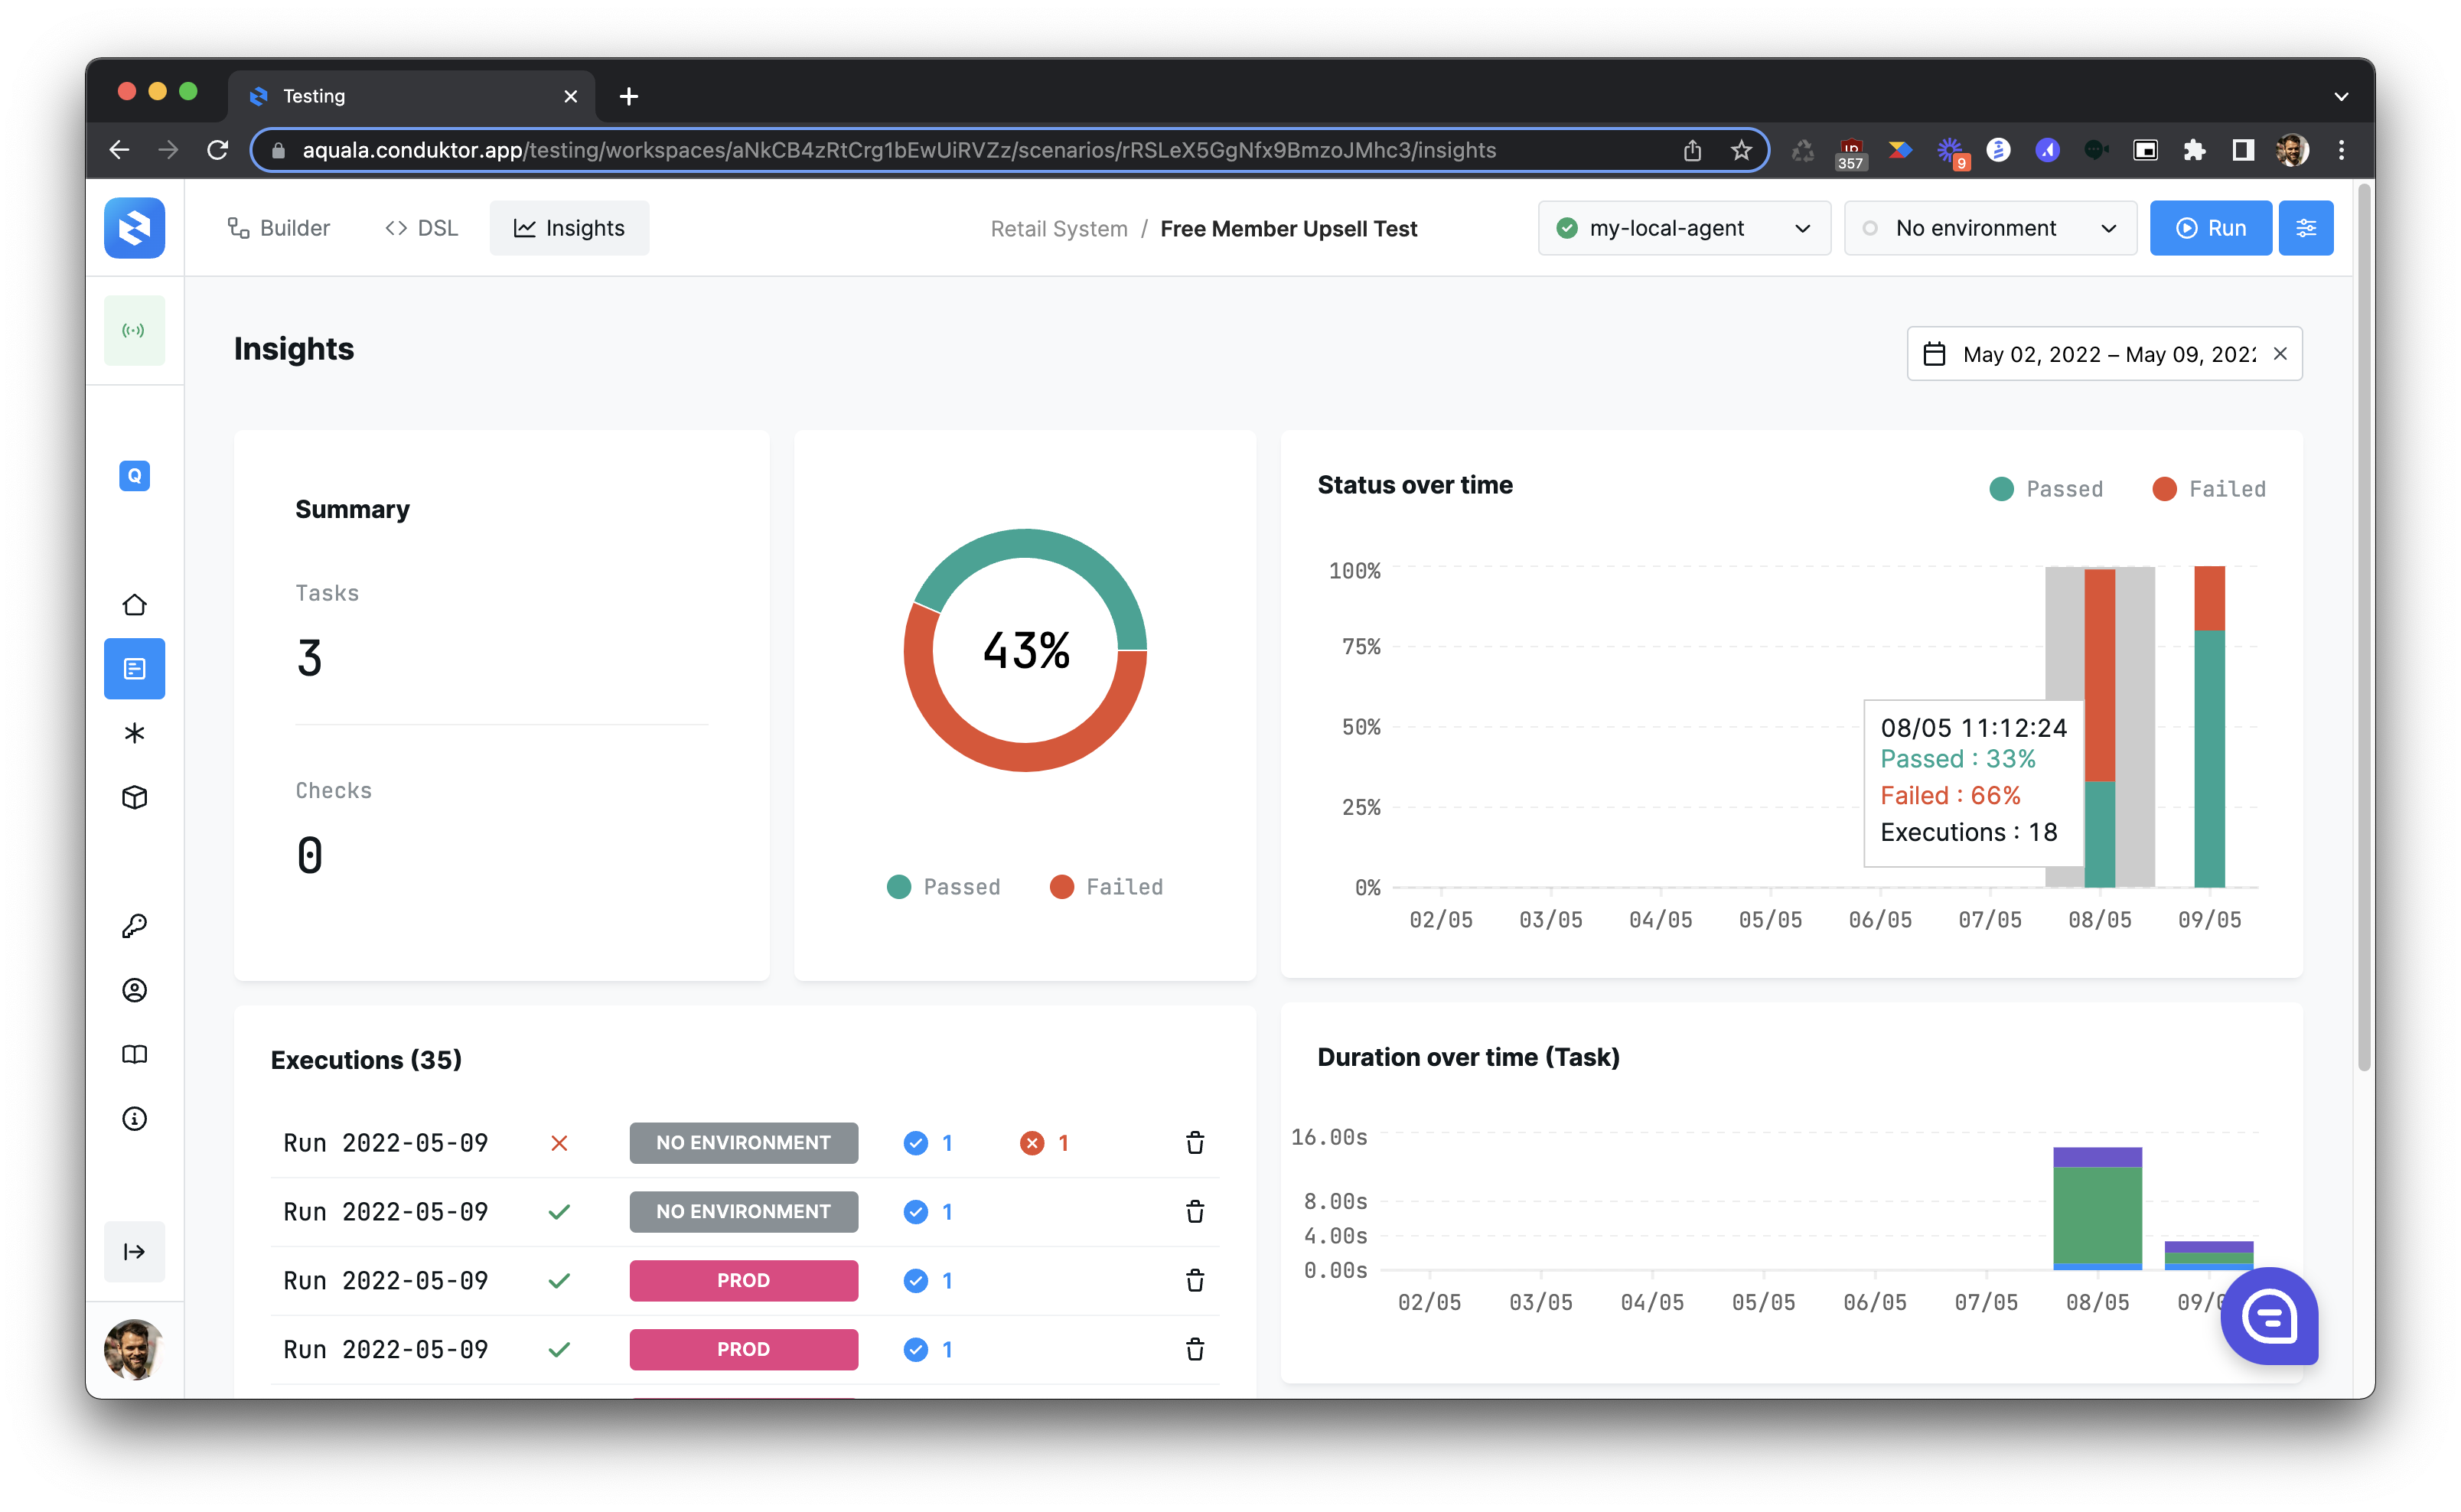 Testing
aquala.conduktor.app/testing/workspaces/aNkCB4zRtCrg1bEwUiRVZz/scenarios/rRSLeX5GgNfx9BmzoJMhc3/insights
357
9
Builder
DSL
Insights
Retail System / Free Member Upsell Test
my-local-agent
No environment
Run
Insights
May 02, 2022 – May 09, 202
Q
Summary
Tasks
3
Checks
0
43%
Passed
Failed
Status over time
Passed
Failed
100%
75%
50%
25%
0%
08/05 11:12:24
Passed : 33%
Failed : 66%
Executions : 18
02/05 03/05 04/05 05/05 06/05 07/05 08/05 09/05
Executions (35)
Run 2022-05-09 NO ENVIRONMENT 1 1
Run 2022-05-09 NO ENVIRONMENT 1
Run 2022-05-09 PROD 1
Run 2022-05-09 PROD 1
Duration over time (Task)
16.00s
8.00s
4.00s
0.00s
02/05 03/05 04/05 05/05 06/05 07/05 08/05 09/0